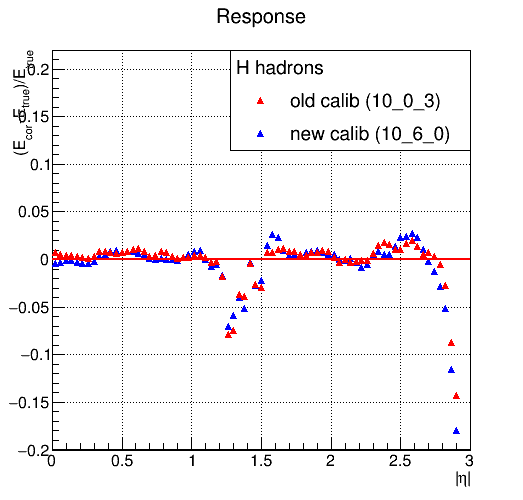 Response
(E_cor-E_true)/E_true
H hadrons
old calib (10_0_3)
new calib (10_6_0)
0.2
0.15
0.1
0.05
0
−0.05
−0.1
−0.15
−0.2
0 0.5 1 1.5 2 2.5 3
|η|